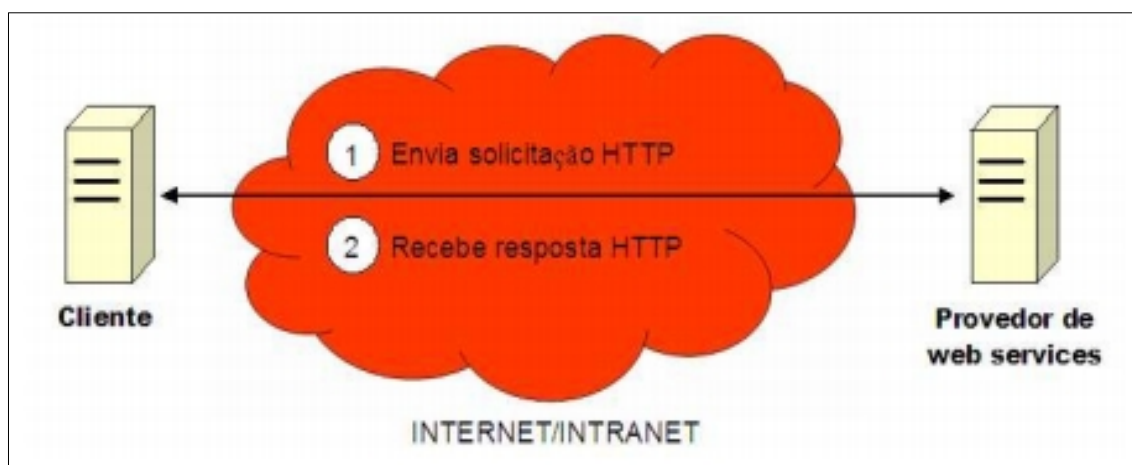 1 Envia solicitação HTTP
2 Recebe resposta HTTP
Cliente
Provedor de
web services
INTERNET/INTRANET